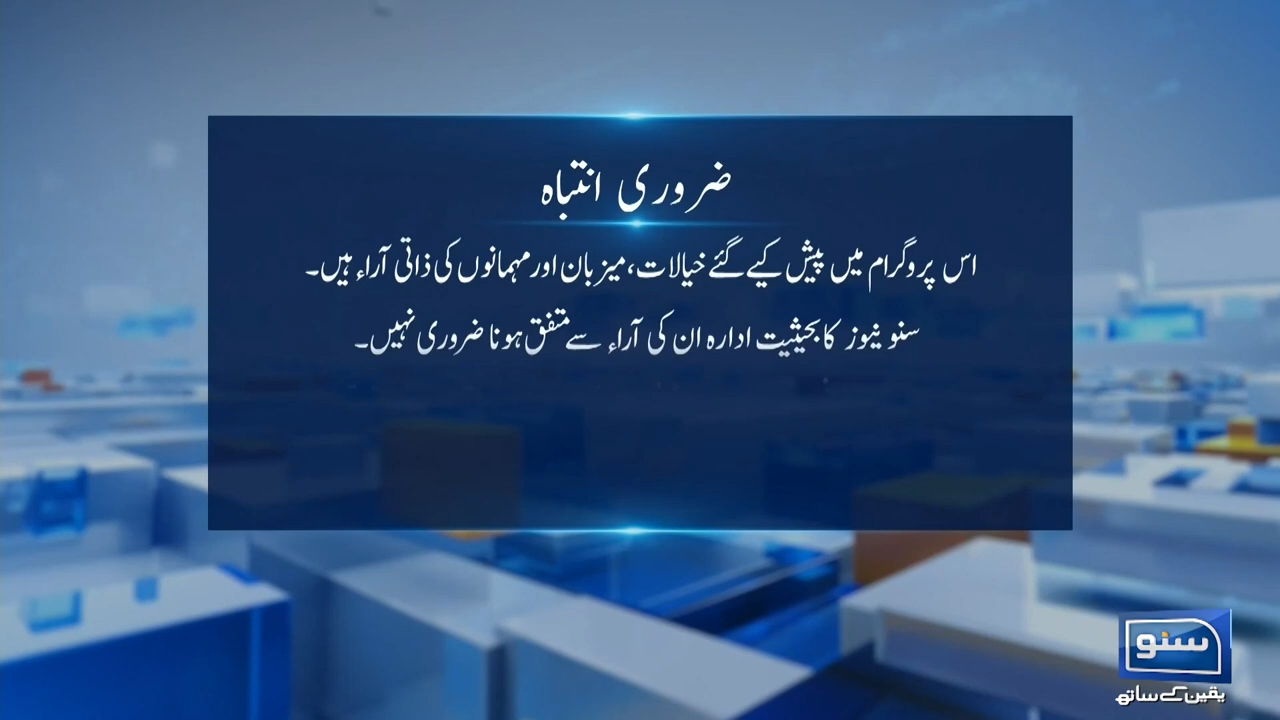 ضروری انتباہ
اس پروگرام میں پیش کیے گئے خیالات، میزبان اور مہمانوں کی ذاتی آراء ہیں۔
سنو نیوز کا بحیثیت ادارہ ان کی آراء سے متفق ہونا ضروری نہیں۔
سنو
یقین کے ساتھ